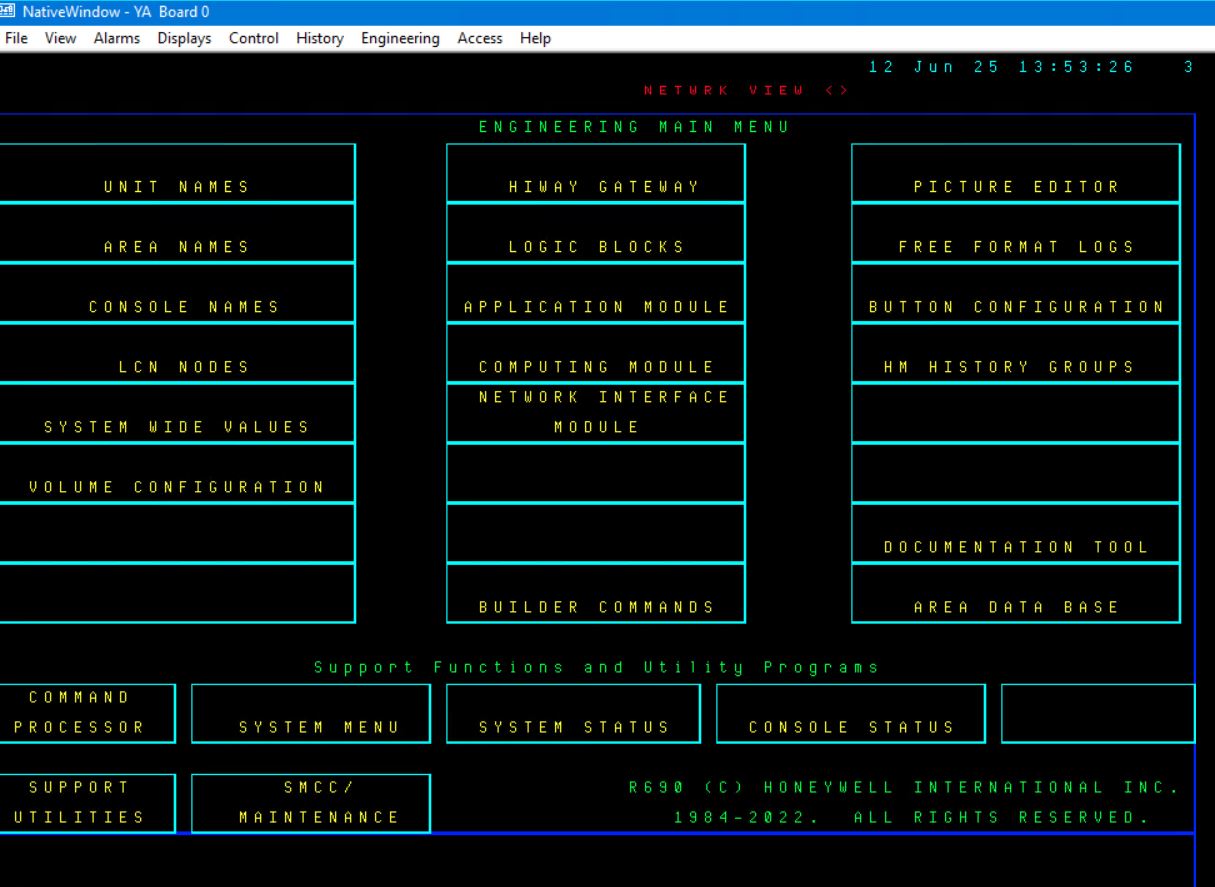 NativeWindow - YA Board 0
File View Alarms Displays Control History Engineering Access Help
12 Jun 25 13:53:26 3
NETWRK VIEW <>
ENGINEERING MAIN MENU
UNIT NAMES
HIWAY GATEWAY
PICTURE EDITOR
AREA NAMES
LOGIC BLOCKS
FREE FORMAT LOGS
CONSOLE NAMES
APPLICATION MODULE
BUTTON CONFIGURATION
LCN NODES
COMPUTING MODULE
HM HISTORY GROUPS
SYSTEM WIDE VALUES
NETWORK INTERFACE
MODULE
VOLUME CONFIGURATION
DOCUMENTATION TOOL
BUILDER COMMANDS
AREA DATA BASE
Support Functions and Utility Programs
COMMAND
PROCESSOR
SYSTEM MENU
SYSTEM STATUS
CONSOLE STATUS
SUPPORT
UTILITIES
SMCC/
MAINTENANCE
R690 (C) HONEYWELL INTERNATIONAL INC.
1984-2022. ALL RIGHTS RESERVED.